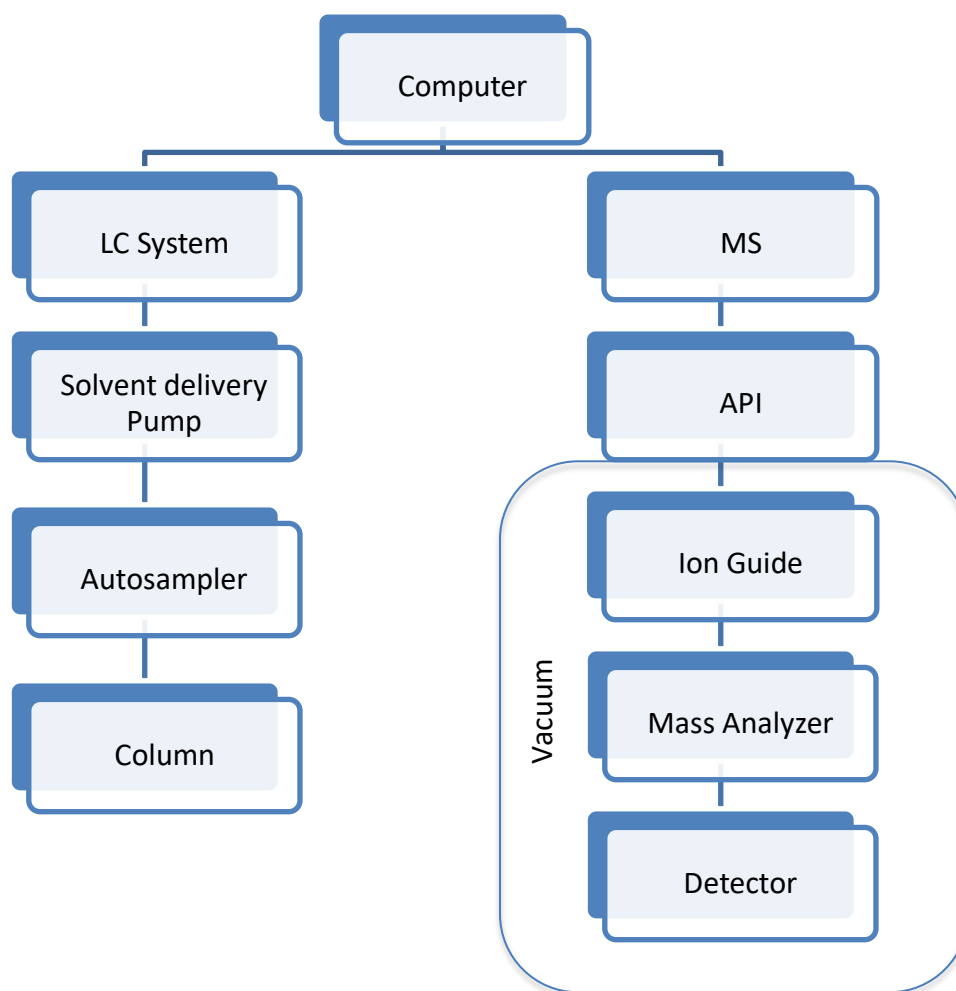 Computer
LC System
MS
Solvent delivery
Pump
API
Autosampler
Ion Guide
Column
Vacuum
Mass Analyzer
Detector